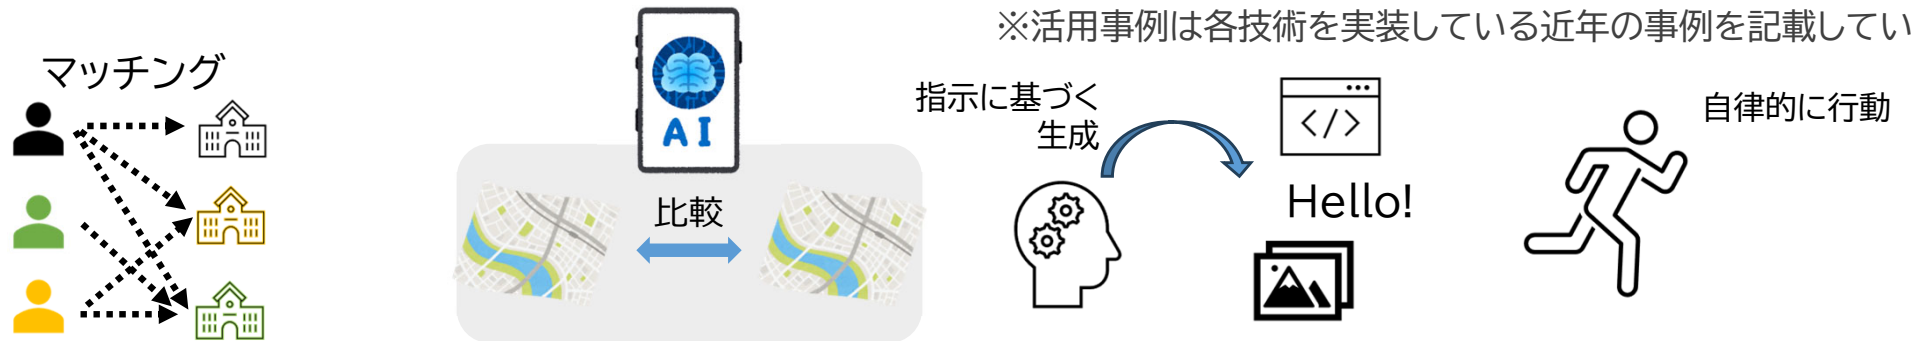 ※活用事例は各技術を実装している近年の事例を記載してい
マッチング
AI
比較
指示に基づく
生成
</>
Hello!
自律的に行動